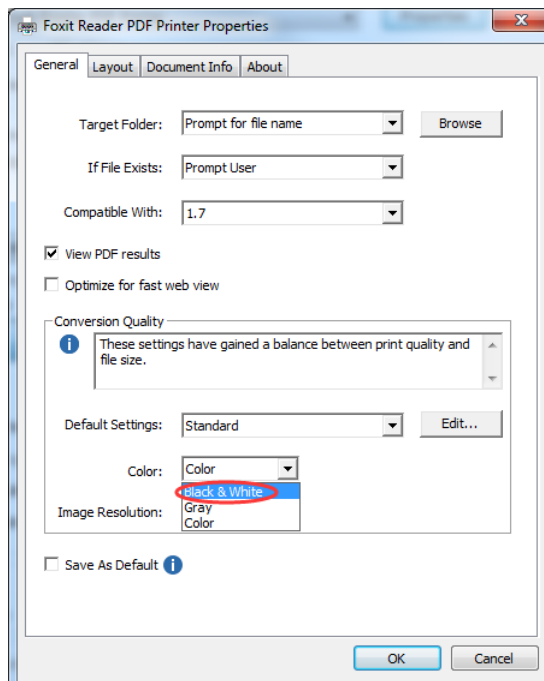 Foxit Reader PDF Printer Properties
General Layout Document Info About
Target Folder: Prompt for file name Browse
If File Exists: Prompt User
Compatible With: 1.7
View PDF results
Optimize for fast web view
Conversion Quality
These settings have gained a balance between print quality and
file size.
Default Settings: Standard Edit...
Color: Color
Black & White
Gray
Image Resolution:
Color
Save As Default
OK Cancel